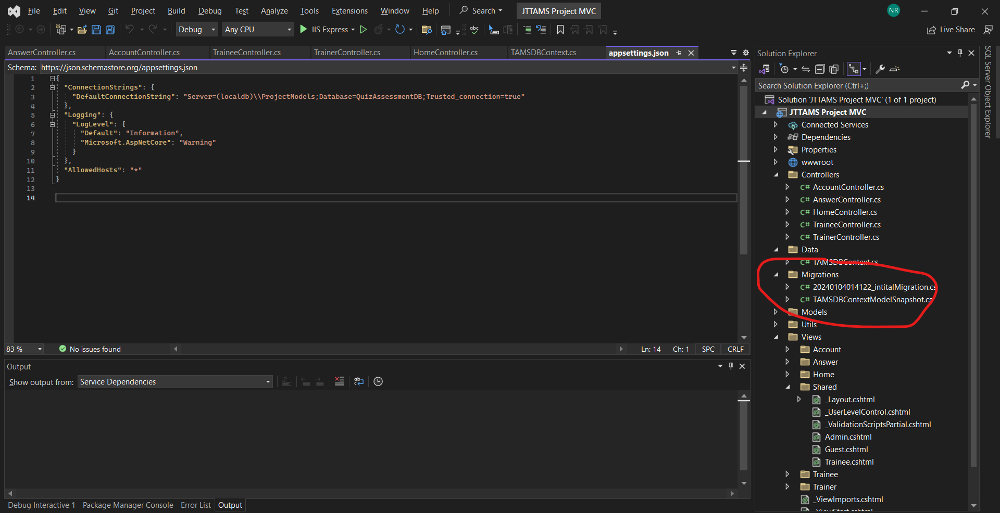 File Edit View Git Project Build Debug Test Analyze Tools Extensions Window Help Search JTTAMS Project MVC NR
Debug Any CPU IIS Express abc Live Share
AnswerController.cs AccountController.cs TraineeController.cs TrainerController.cs HomeController.cs TAMSDBContext.cs appsettings.json
Schema: https://json.schemastore.org/appsettings.json
1 {
2 "ConnectionStrings": {
3 "DefaultConnectionString": "Server=(localdb)\\ProjectModels;Database=QuizAssessmentDB;Trusted_connection=true"
4 },
5 "Logging": {
6 "LogLevel": {
7 "Default": "Information",
8 "Microsoft.AspNetCore": "Warning"
9 }
10 },
11 "AllowedHosts": "*"
12 }
13
14
83 % No issues found Ln: 14 Ch: 1 SPC CRLF
Output
Show output from: Service Dependencies
Debug Interactive 1 Package Manager Console Error List Output
Solution Explorer
Search Solution Explorer (Ctrl+;)
Solution 'JTTAMS Project MVC' (1 of 1 project)
JTTAMS Project MVC
Connected Services
Dependencies
Properties
wwwroot
Controllers
C# AccountController.cs
C# AnswerController.cs
C# HomeController.cs
C# TraineeController.cs
C# TrainerController.cs
Data
C# TAMSDBContext.cs
Migrations
C# 20240104014122_intitalMigration.cs
C# TAMSDBContextModelSnapshot.cs
Models
Utils
Views
Account
Answer
Home
Shared
_Layout.cshtml
_UserLevelControl.cshtml
_ValidationScriptsPartial.cshtml
Admin.cshtml
Guest.cshtml
Trainee.cshtml
Trainee
Trainer
_ViewImports.cshtml
_ViewStart.cshtml
SQL Server Object Explorer